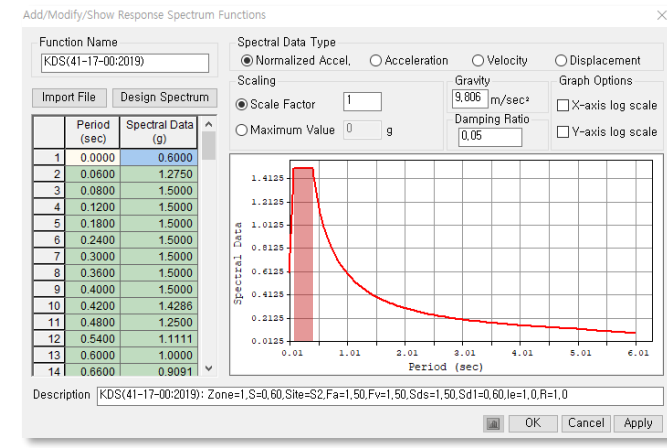 Add/Modify/Show Response Spectrum Functions
Function Name
KDS(41-17-00:2019)
Import File
Design Spectrum
Spectral Data Type
Normalized Accel.
Acceleration
Velocity
Displacement
Scaling
Scale Factor
1
Maximum Value
0
g
Gravity
9,806 m/sec²
Damping Ratio
0,05
Graph Options
X-axis log scale
Y-axis log scale
Period (sec) Spectral Data (g)
1 0.0000 0.6000
2 0.0600 1.2750
3 0.0800 1.5000
4 0.1200 1.5000
5 0.1800 1.5000
6 0.2400 1.5000
7 0.3000 1.5000
8 0.3600 1.5000
9 0.4000 1.5000
10 0.4200 1.4286
11 0.4800 1.2500
12 0.5400 1.1111
13 0.6000 1.0000
14 0.6600 0.9091
Spectral Data
1.4125
1.2125
1.0125
0.8125
0.6125
0.4125
0.2125
0.0125
0.01 1.01 2.01 3.01 4.01 5.01 6.01
Period (sec)
Description KDS(41-17-00:2019): Zone=1,S=0,60,Site=S2,Fa=1,50,Fv=1,50,Sds=1,50,Sd1=0,60,Ie=1,0,R=1,0
OK Cancel Apply